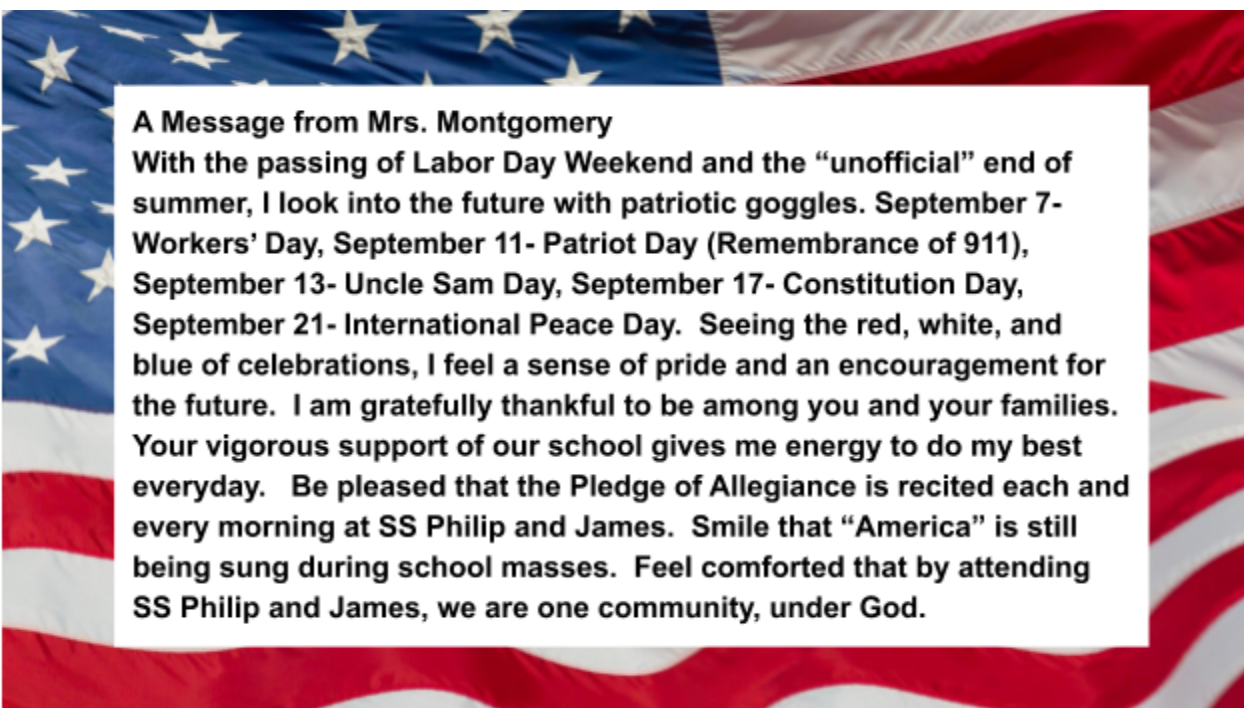 A Message from Mrs. Montgomery
With the passing of Labor Day Weekend and the “unofficial” end of
summer, I look into the future with patriotic goggles. September 7-
Workers’ Day, September 11- Patriot Day (Remembrance of 911),
September 13- Uncle Sam Day, September 17- Constitution Day,
September 21- International Peace Day.  Seeing the red, white, and
blue of celebrations, I feel a sense of pride and an encouragement for
the future.  I am gratefully thankful to be among you and your families.
Your vigorous support of our school gives me energy to do my best
everyday.   Be pleased that the Pledge of Allegiance is recited each and
every morning at SS Philip and James.  Smile that “America” is still
being sung during school masses.  Feel comforted that by attending
SS Philip and James, we are one community, under God.